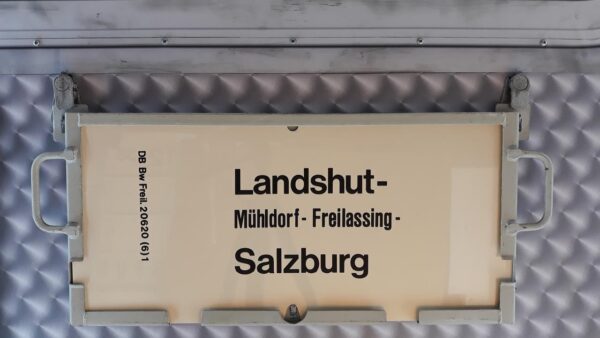 DB Bw Freil. 20620 (6) 1
Landshut-
Mühldorf - Freilassing -
Salzburg